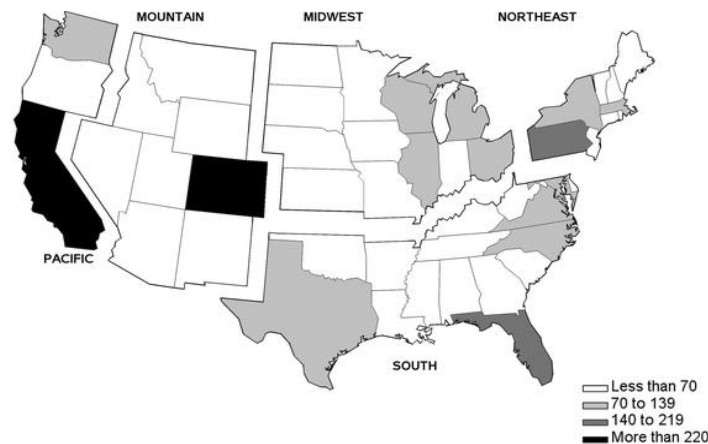 MOUNTAIN
MIDWEST
NORTHEAST
PACIFIC
SOUTH
Less than 70
70 to 139
140 to 219
More than 220